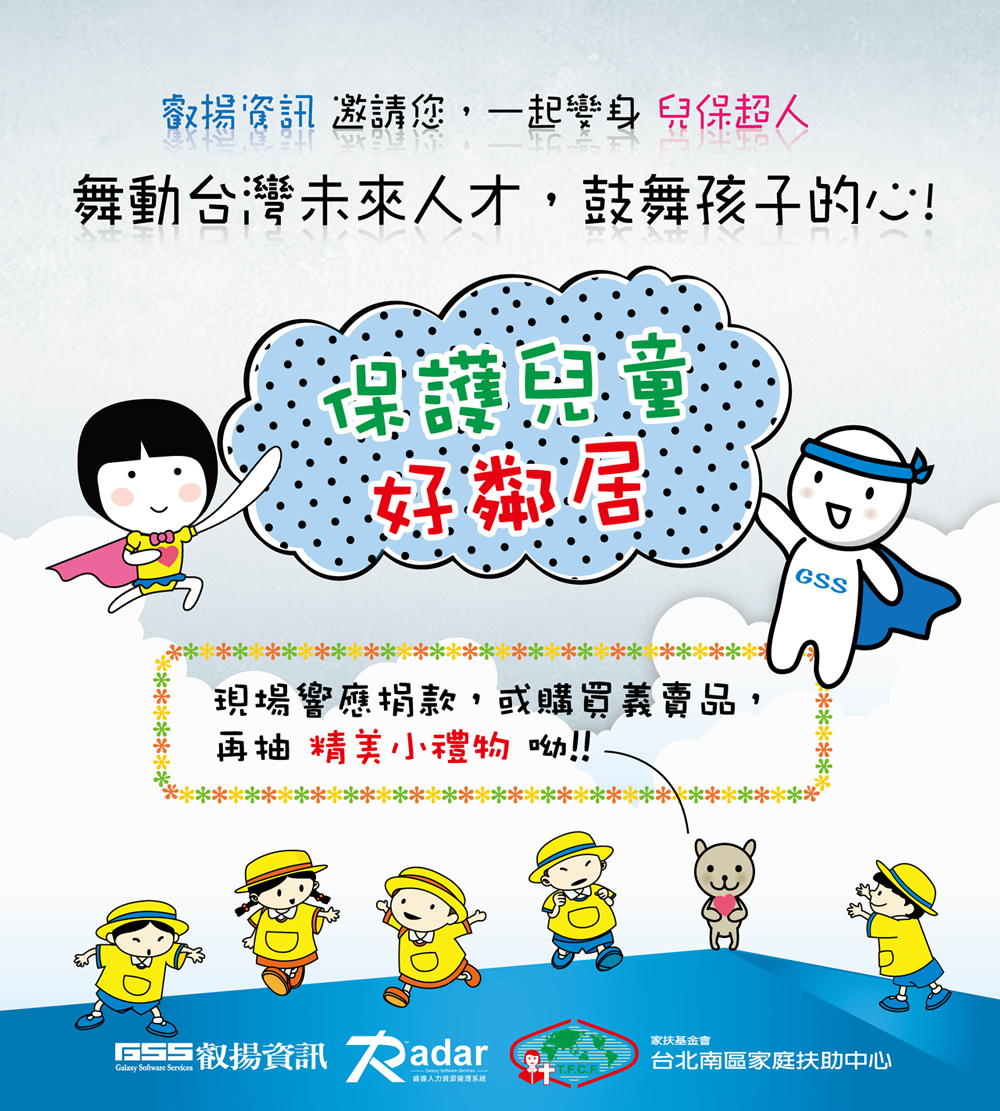 叡揚資訊 邀請您，一起變身 兒保超人
舞動台灣未來人才，鼓舞孩子的心!
保護兒童
好鄰居
GSS
現場響應捐款，或購買義賣品，
再抽 精美小禮物 呦!!
GSS 叡揚資訊
Galaxy Software Services
Radar
Galaxy Software Services
睿達人力資源管理系統
T.F.C.F.
家扶基金會
台北南區家庭扶助中心